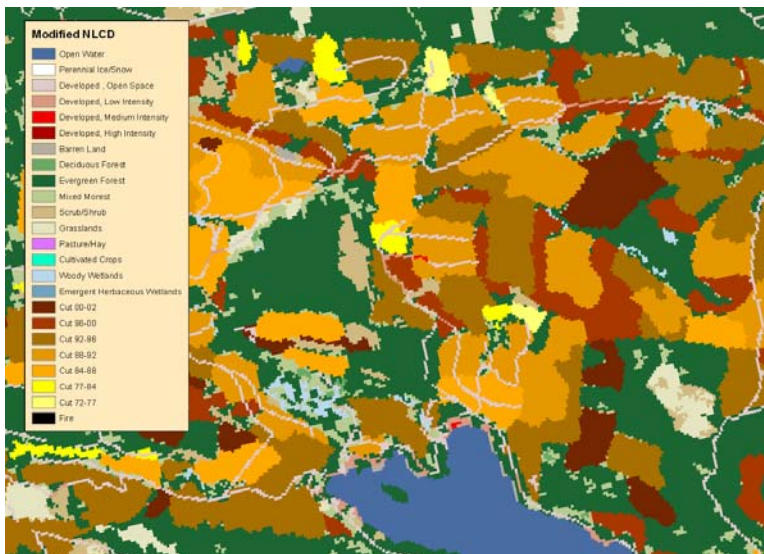 Modified NLCD
Open Water
Perennial Ice/Snow
Developed , Open Space
Developed, Low Intensity
Developed, Medium Intensity
Developed, High Intensity
Barren Land
Deciduous Forest
Evergreen Forest
Mixed Morest
Scrub/Shrub
Grasslands
Pasture/Hay
Cultivated Crops
Woody Wetlands
Emergent Herbaceous Wetlands
Cut 00-02
Cut 96-00
Cut 92-96
Cut 88-92
Cut 84-88
Cut 77-84
Cut 72-77
Fire